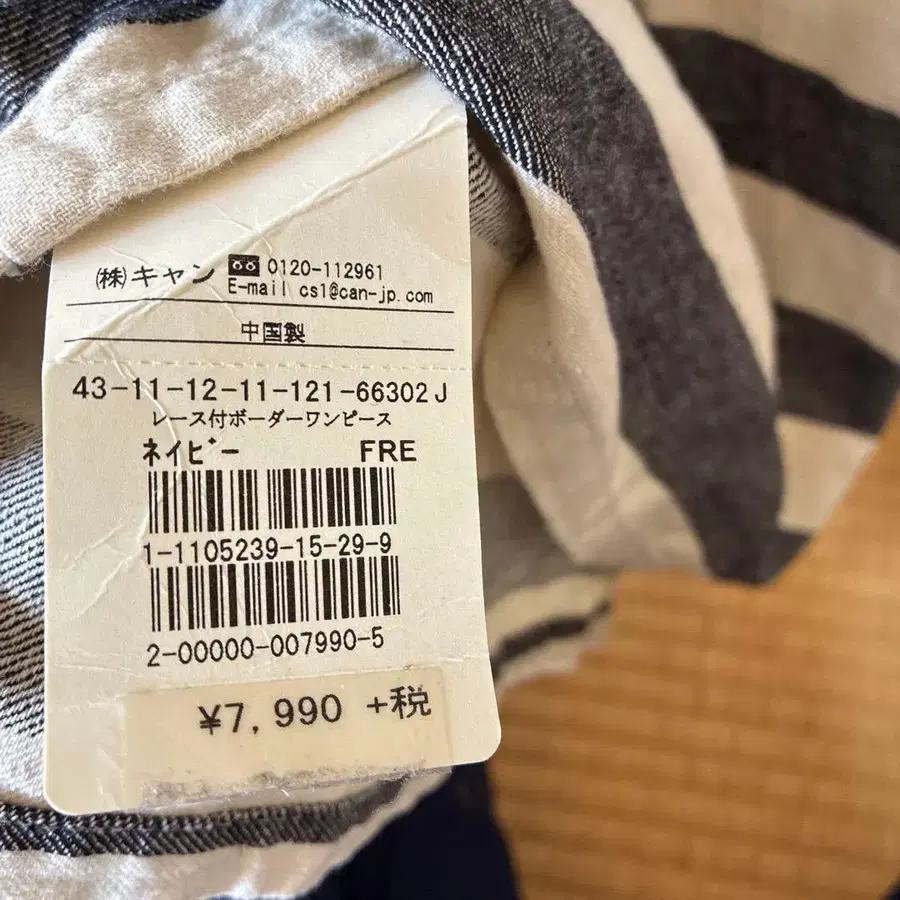 (株)キャン 0120-112961
E-mail cs1@can-jp.com
中国製
43-11-12-11-121-66302J
レース付ボーダーワンピース
ネイビー FRE
1-1105239-15-29-9
2-00000-007990-5
¥7,990 +税